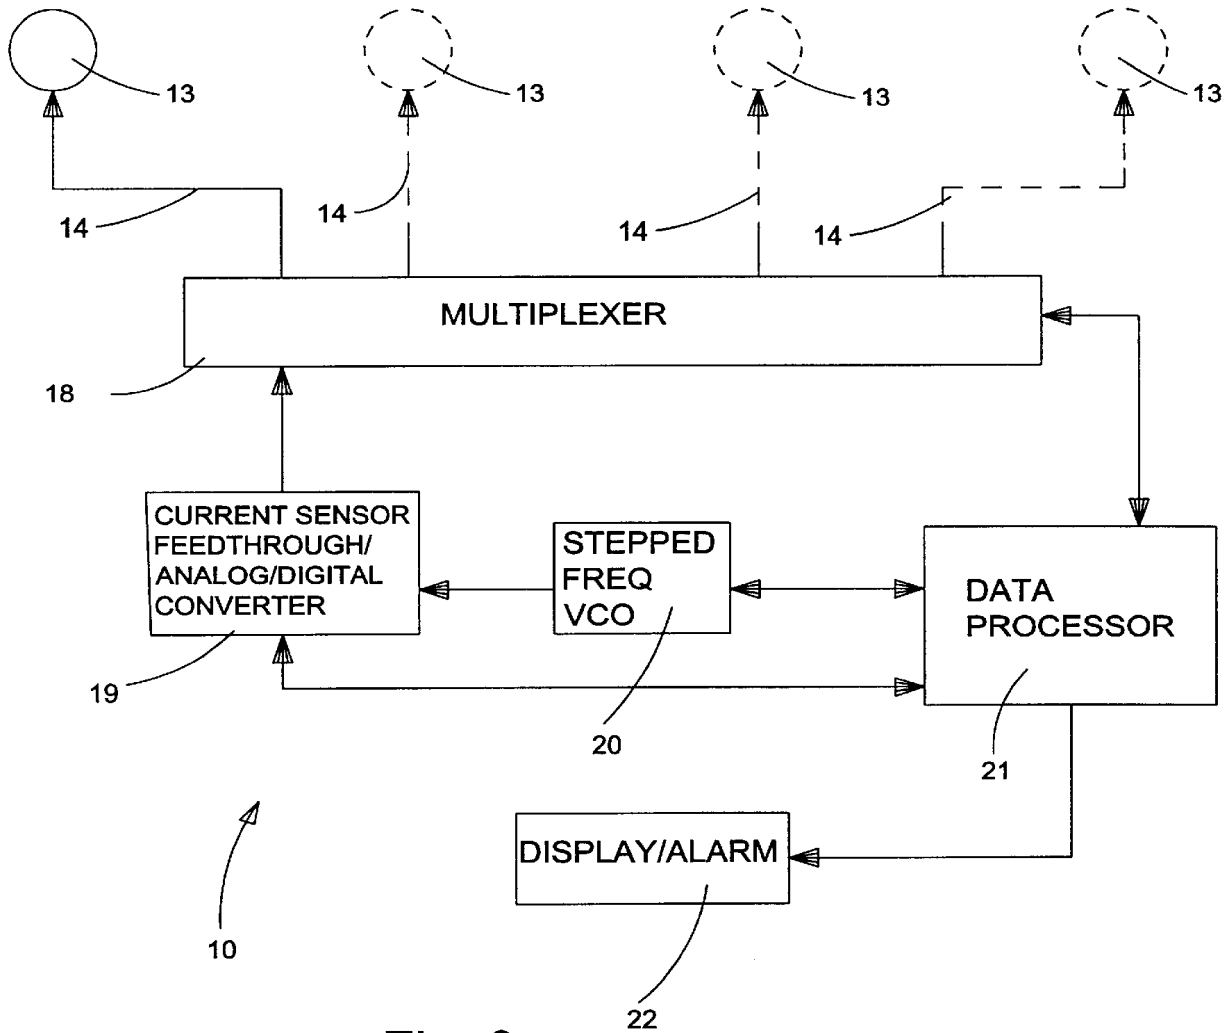 13 13 13 13
14 14 14 14
MULTIPLEXER
18
CURRENT SENSOR
FEEDTHROUGH/
ANALOG/DIGITAL
CONVERTER
STEPPED
FREQ
VCO
DATA
PROCESSOR
19
20
21
DISPLAY/ALARM
10
22